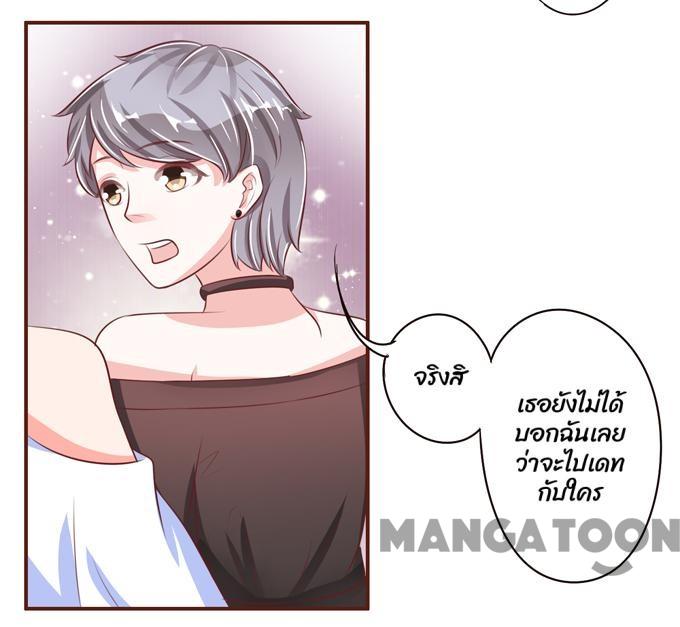 จริงสิ
เธอยังไม่ได้
บอกฉันเลย
ว่าจะไปเดท
กับใคร
MANGATOON